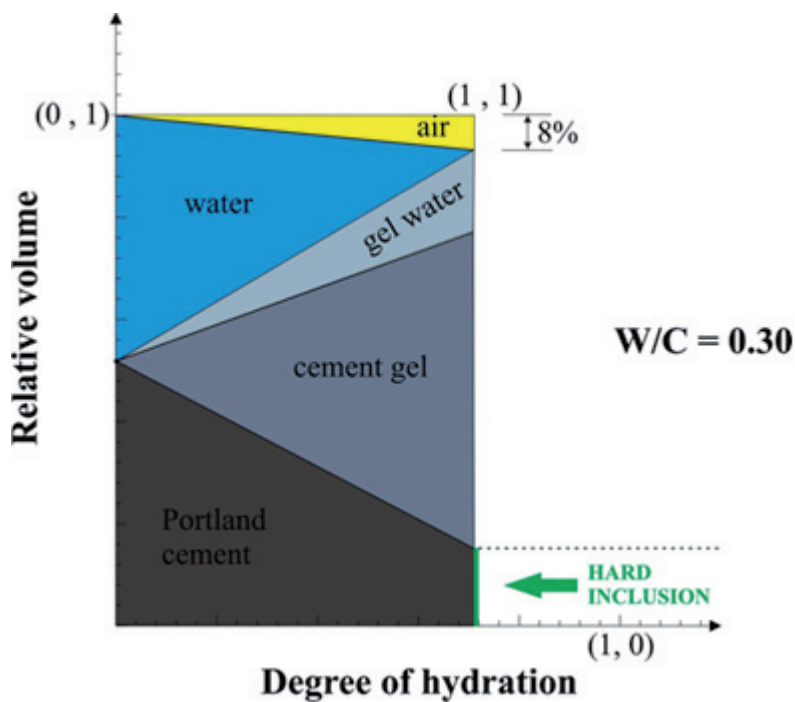 (0 , 1)
(1 , 1)
air
8%
water
gel water
Relative volume
W/C = 0.30
cement gel
Portland
cement
HARD
INCLUSION
(1, 0)
Degree of hydration